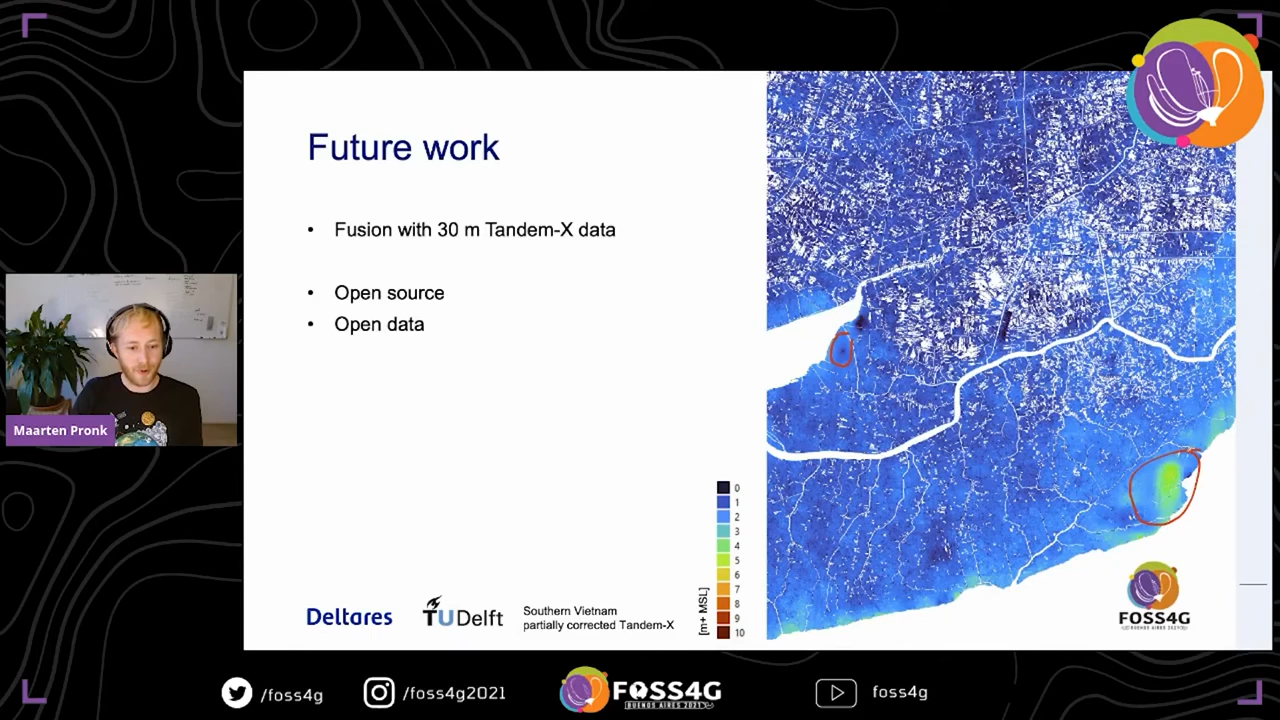 Future work
• Fusion with 30 m Tandem-X data
• Open source
• Open data
Maarten Pronk
0
1
2
3
4
5
6
7
8
9
10
[m+ MSL]
Deltares
TUDelft
Southern Vietnam
partially corrected Tandem-X
FOSS4G
BUENOS AIRES 2021
/foss4g
/foss4g2021
FOSS4G
BUENOS AIRES 2021
foss4g